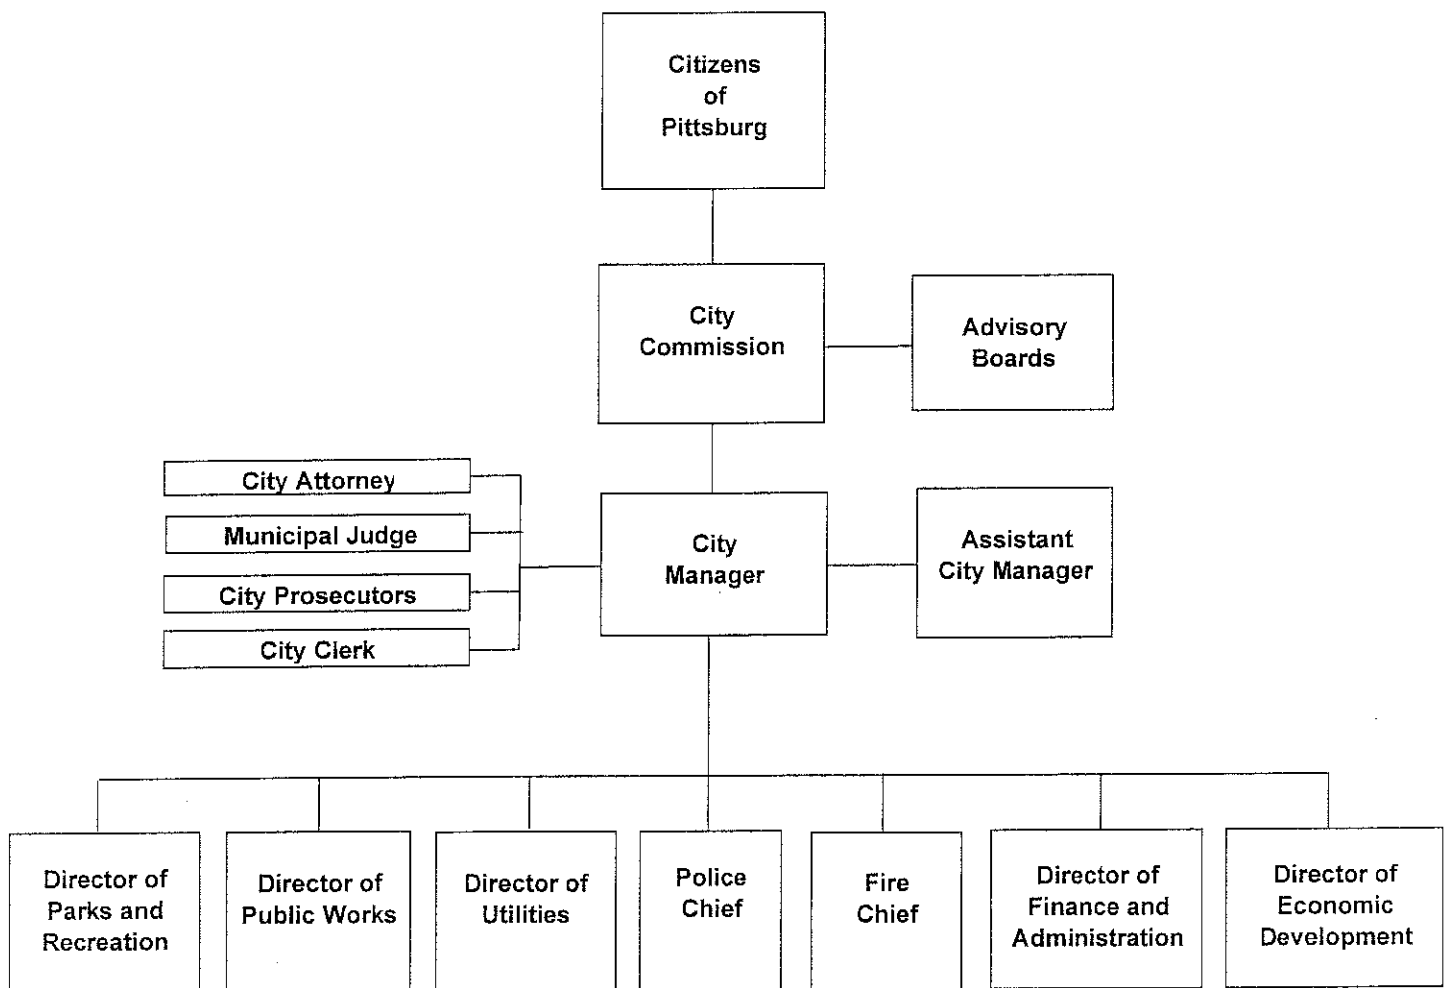 Citizens
of
Pittsburg
City
Commission
Advisory
Boards
City Attorney
Municipal Judge
City Prosecutors
City Clerk
City
Manager
Assistant
City Manager
Director of
Parks and
Recreation
Director of
Public Works
Director of
Utilities
Police
Chief
Fire
Chief
Director of
Finance and
Administration
Director of
Economic
Development